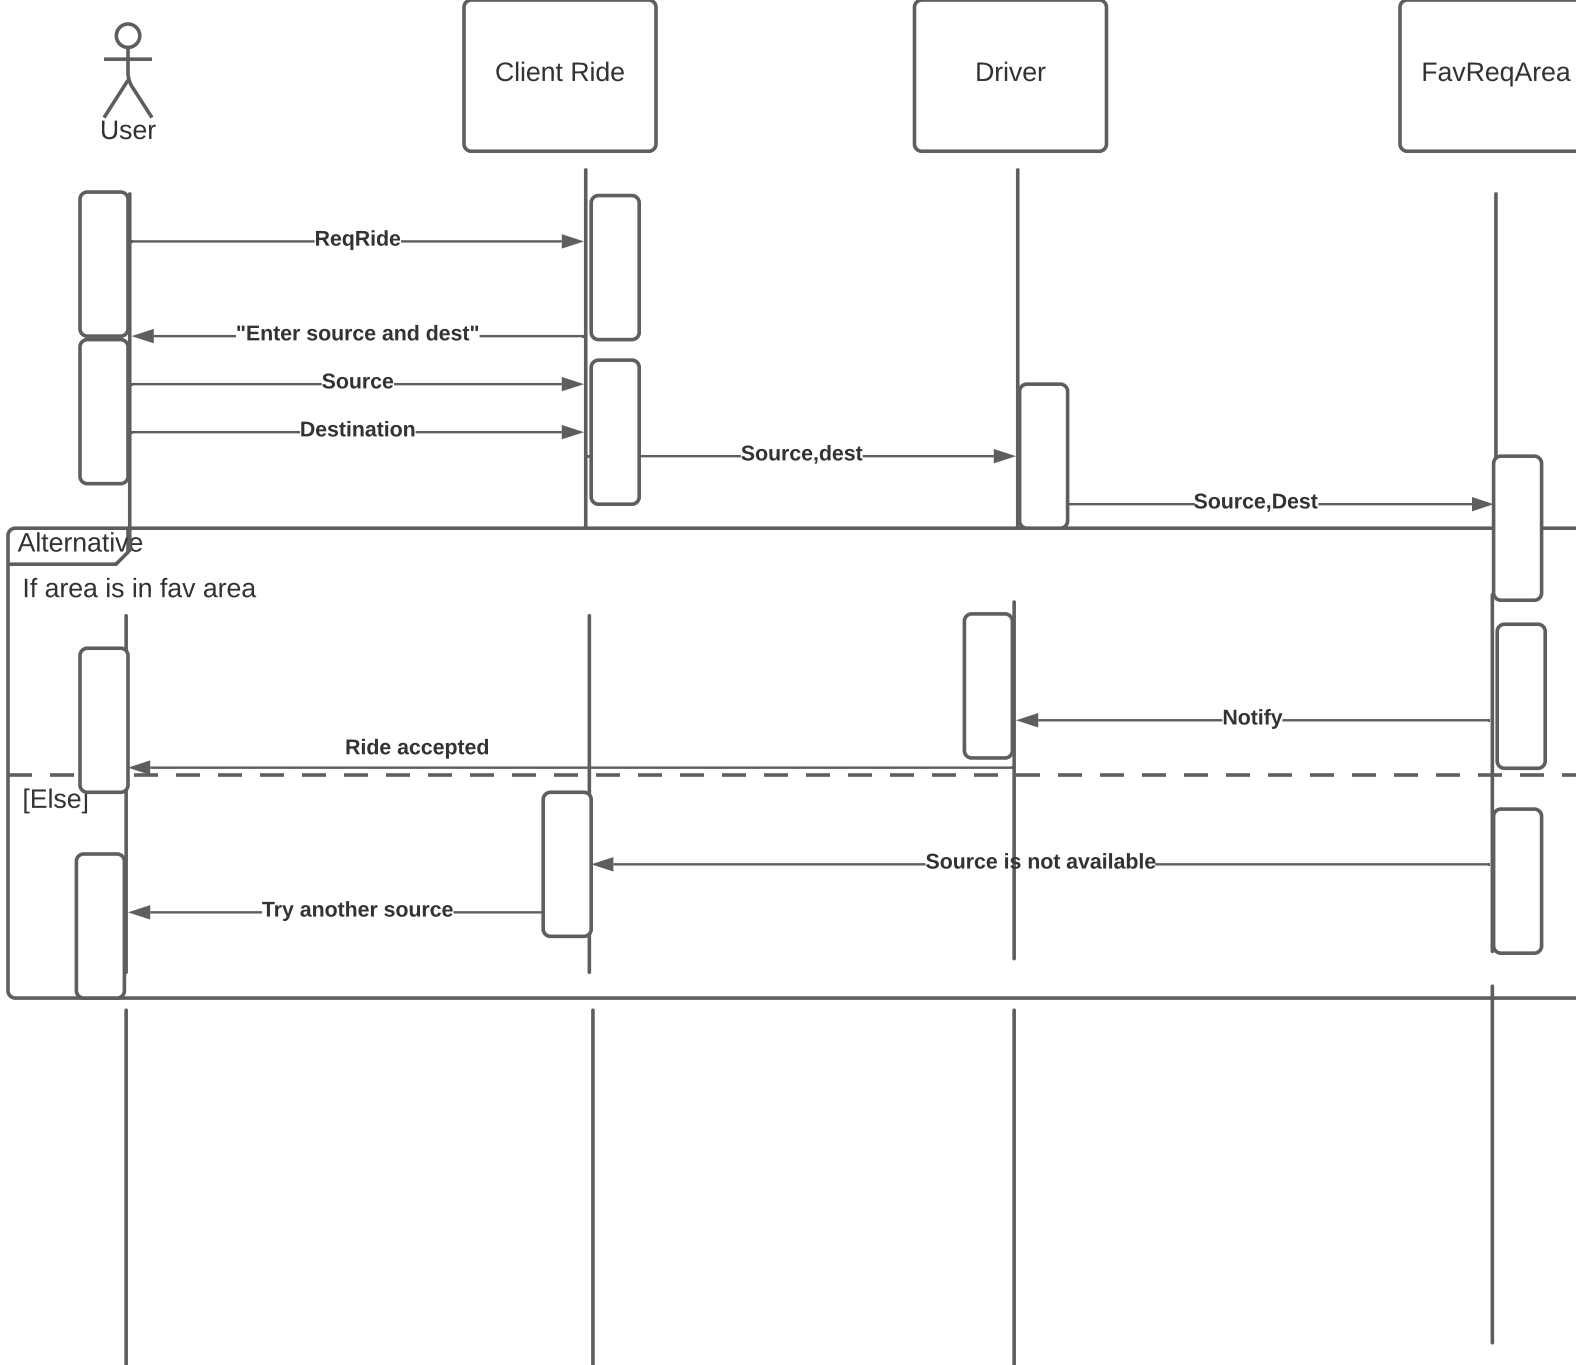 User
Client Ride
Driver
FavReqArea
ReqRide
"Enter source and dest"
Source
Destination
Source,dest
Source,Dest
Alternative
If area is in fav area
Notify
Ride accepted
[Else]
Source is not available
Try another source